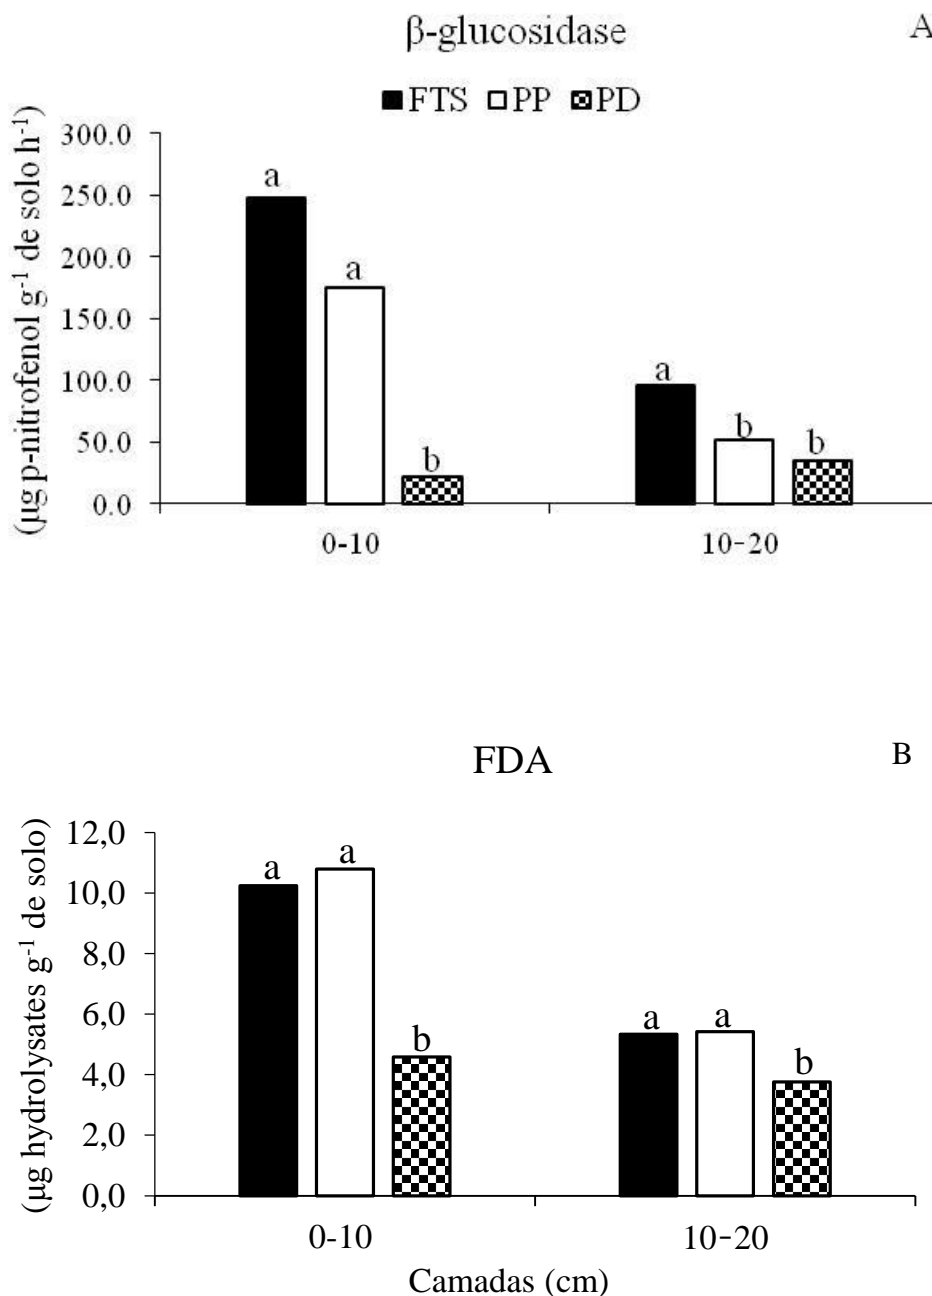 β-glucosidase
A
FTS PP PD
(µg p-nitrofenol g⁻¹ de solo h⁻¹)
300.0
250.0
200.0
150.0
100.0
50.0
0.0
a
a
b
a
b
b
0-10
10-20
FDA
B
(µg hydrolysates g⁻¹ de solo)
12,0
10,0
8,0
6,0
4,0
2,0
0,0
a
a
b
a
a
b
0-10
10-20
Camadas (cm)